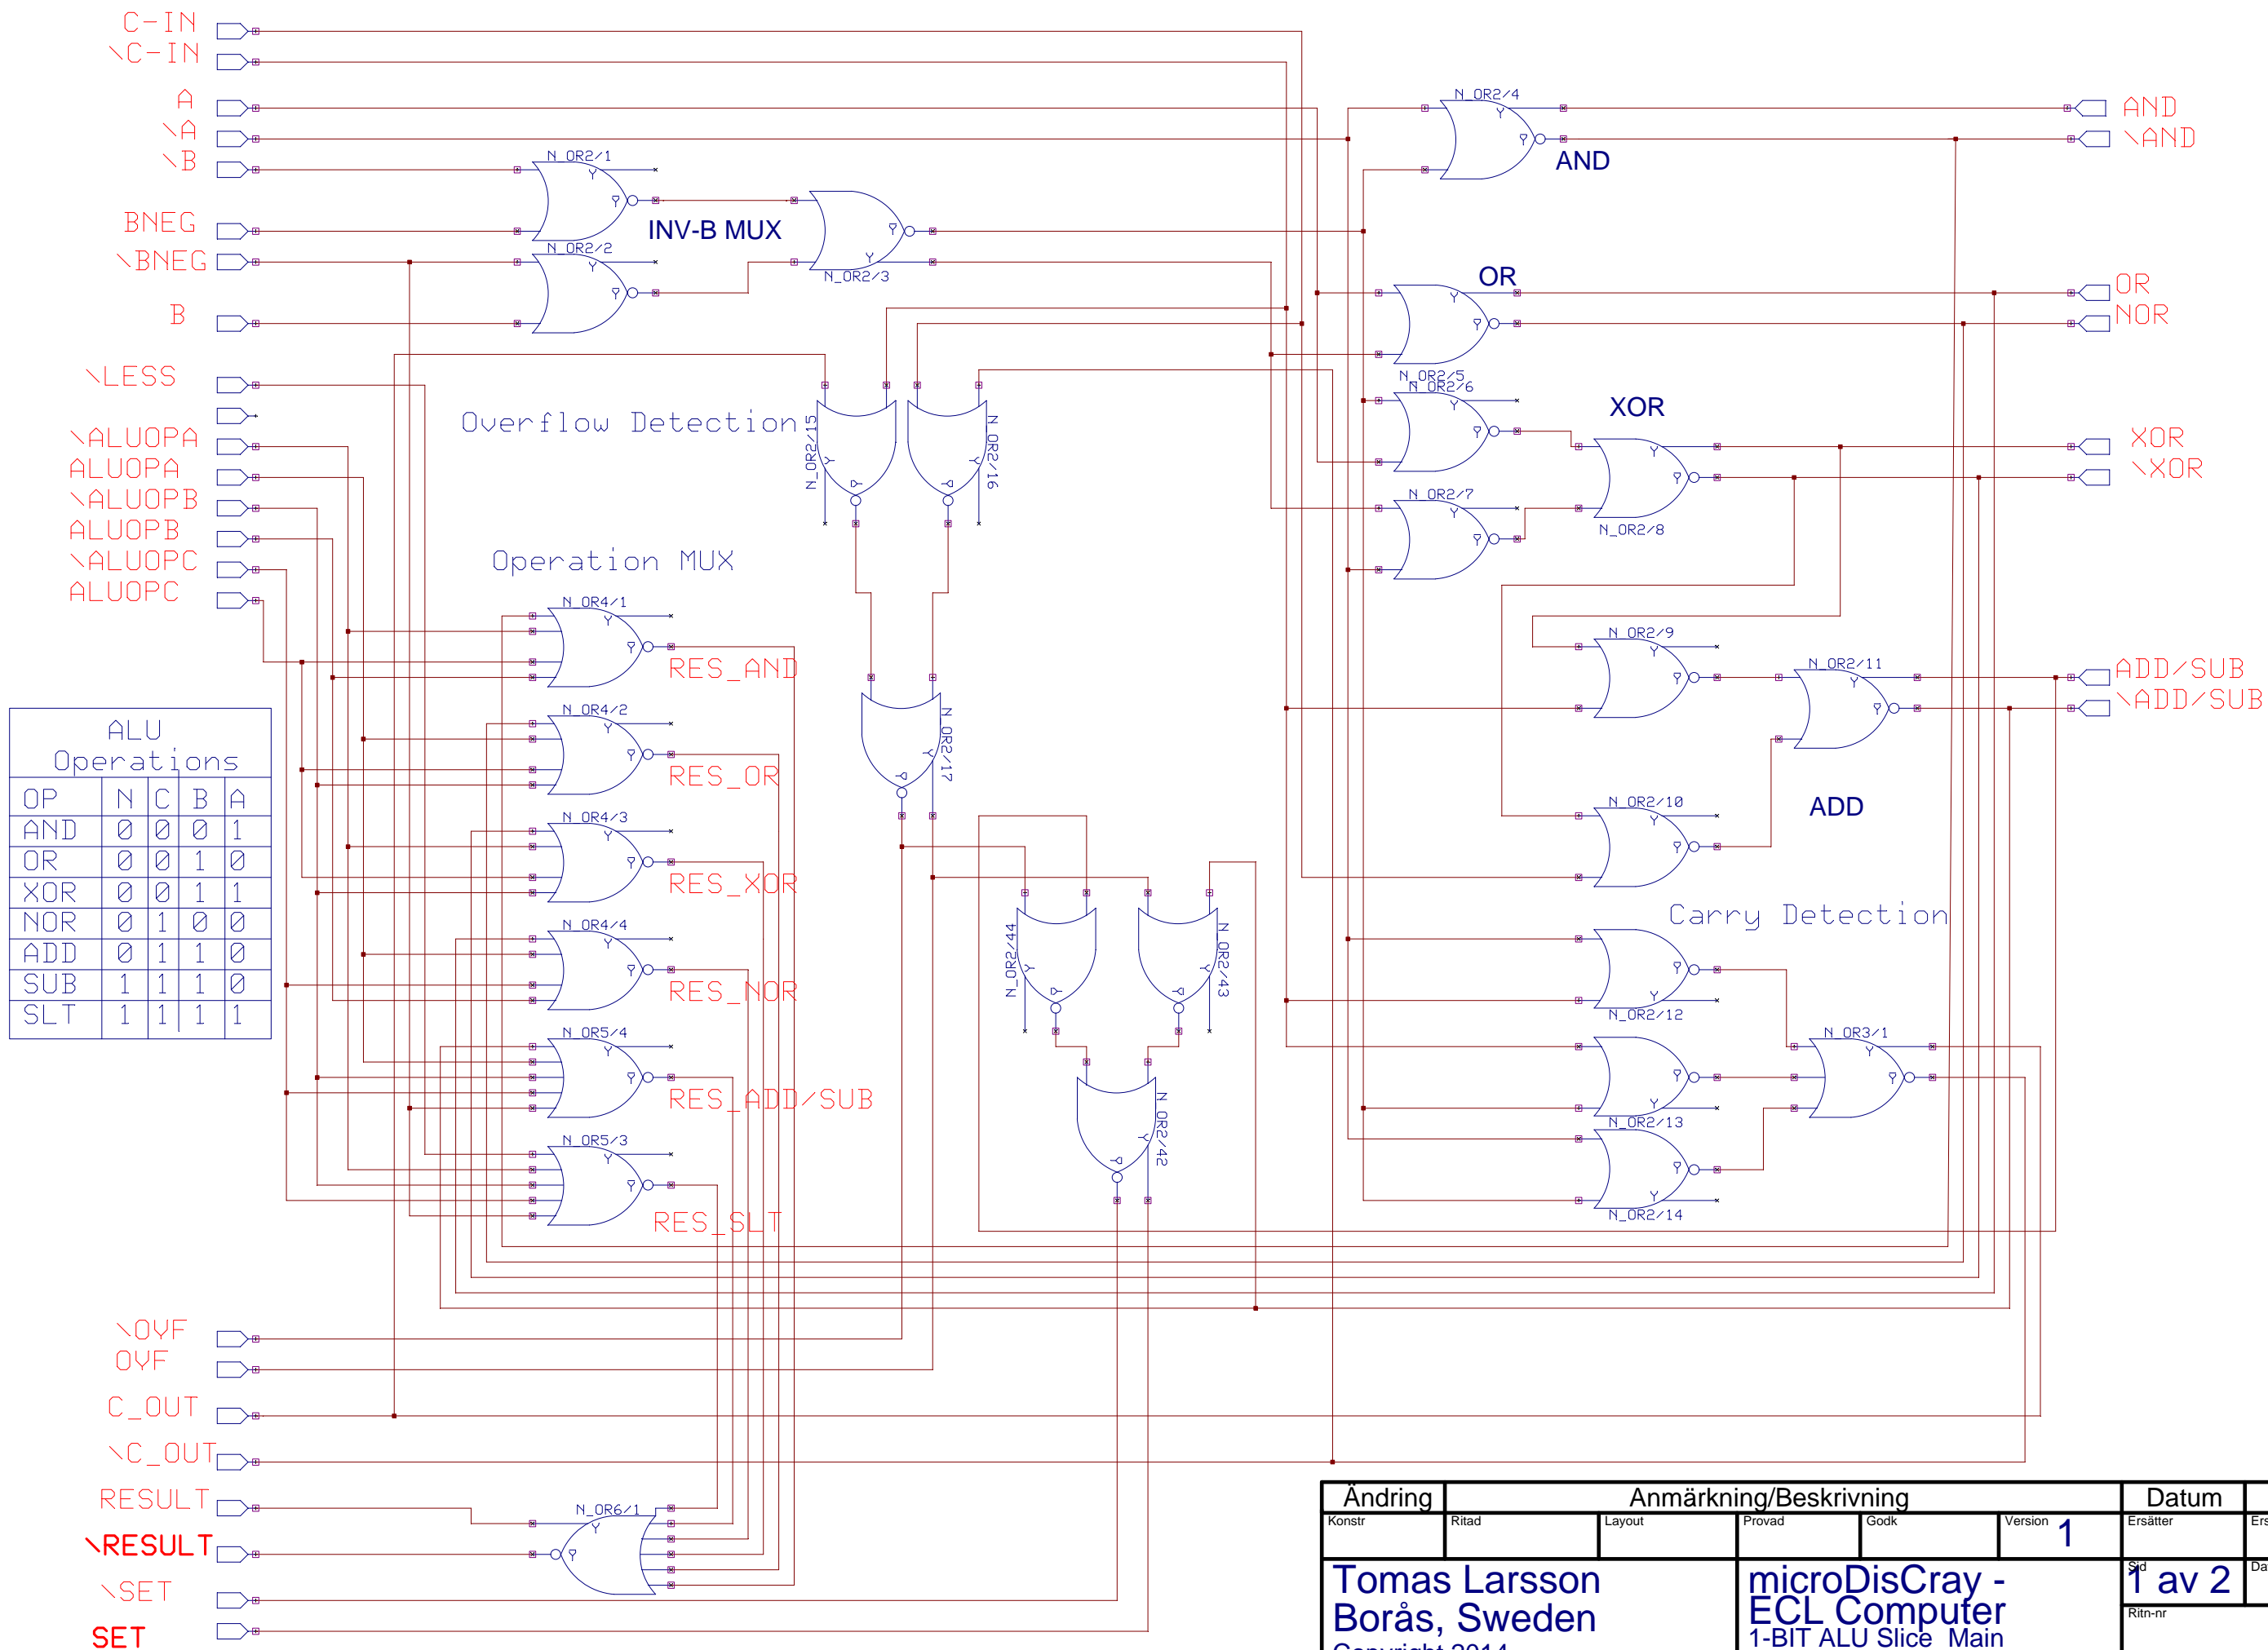 C-IN
\C-IN
A
\A
\B
BNEG
\BNEG
B
\LESS
\ALUOPA
ALUOPA
\ALUOPB
ALUOPB
\ALUOPC
ALUOPC
N_OR2/1
Y
Y
INV-B MUX
N_OR2/2
Y
Y
Y
Y
N_OR2/3
Overflow Detection
N_OR2/15
Y
Y
N_OR2/16
Y
Y
Operation MUX
N_OR4/1
Y
Y
RES_AND
N_OR4/2
Y
Y
RES_OR
N_OR4/3
Y
Y
RES_XOR
N_OR4/4
Y
Y
RES_NOR
N_OR5/4
Y
Y
RES_ADD/SUB
N_OR5/3
Y
Y
RES_SLT
N_OR2/17
Y
Y
N_OR2/44
Y
Y
N_OR2/43
Y
Y
N_OR2/42
Y
Y
ALU
Operations
OP N C B A
AND 0 0 0 1
OR 0 0 1 0
XOR 0 0 1 1
NOR 0 1 0 0
ADD 0 1 1 0
SUB 1 1 1 0
SLT 1 1 1 1
N_OR2/4
Y
Y
AND
AND
\AND
OR
Y
Y
N_OR2/5
OR
NOR
N_OR2/6
Y
Y
XOR
N_OR2/7
Y
Y
Y
Y
N_OR2/8
XOR
\XOR
N_OR2/9
Y
Y
N_OR2/11
Y
Y
ADD/SUB
\ADD/SUB
N_OR2/10
Y
Y
ADD
Carry Detection
Y
Y
N_OR2/12
Y
Y
N_OR2/13
Y
Y
N_OR2/14
N_OR3/1
Y
Y
\OVF
OVF
C_OUT
\C_OUT
RESULT
\RESULT
\SET
SET
N_OR6/1
Y
Y
Ändring Anmärkning/Beskrivning Datum
Konstr Ritad Layout Provad Godk Version 1 Ersätter
Tomas Larsson
Borås, Sweden
Copyright 2014
microDisCray -
ECL Computer
1-BIT ALU Slice Main
Sid
1 av 2
Ritn-nr